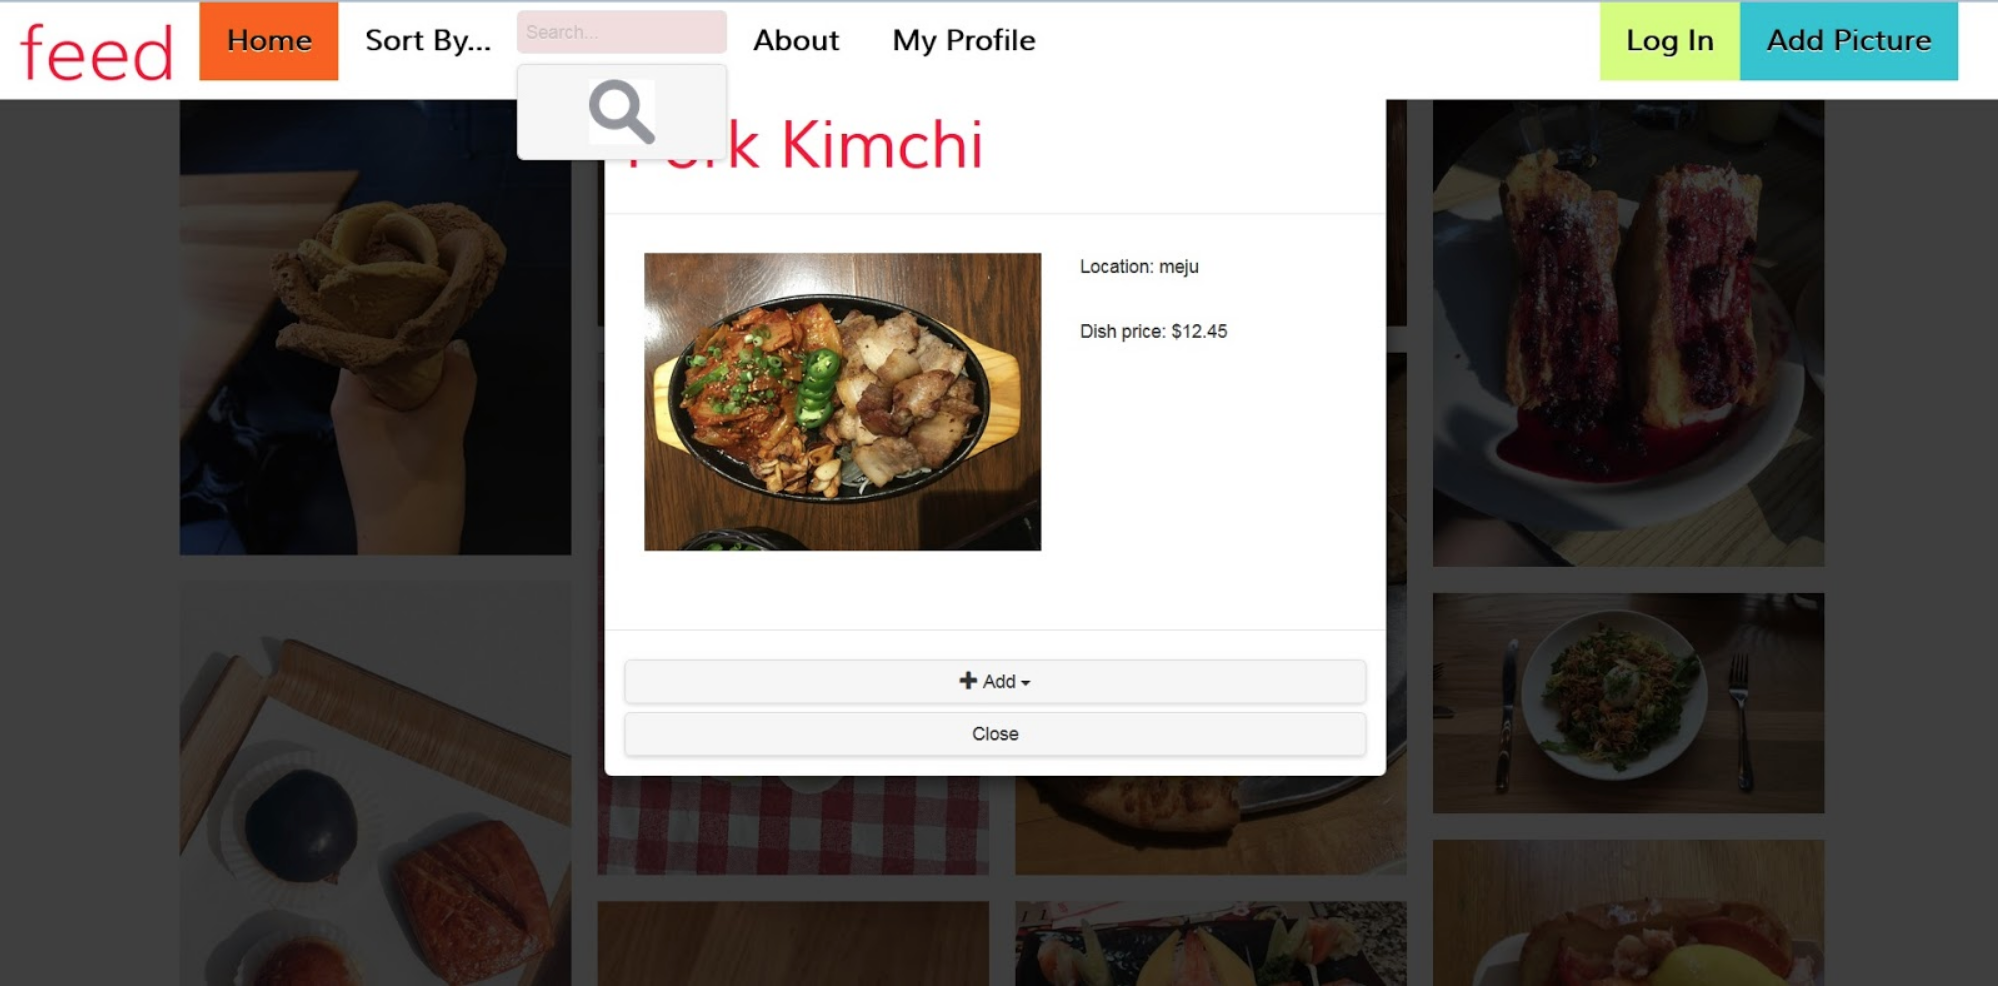 feed
Home
Sort By...
Search...
About
My Profile
Log In
Add Picture
Pork Kimchi
Location: meju
Dish price: $12.45
Add
Close